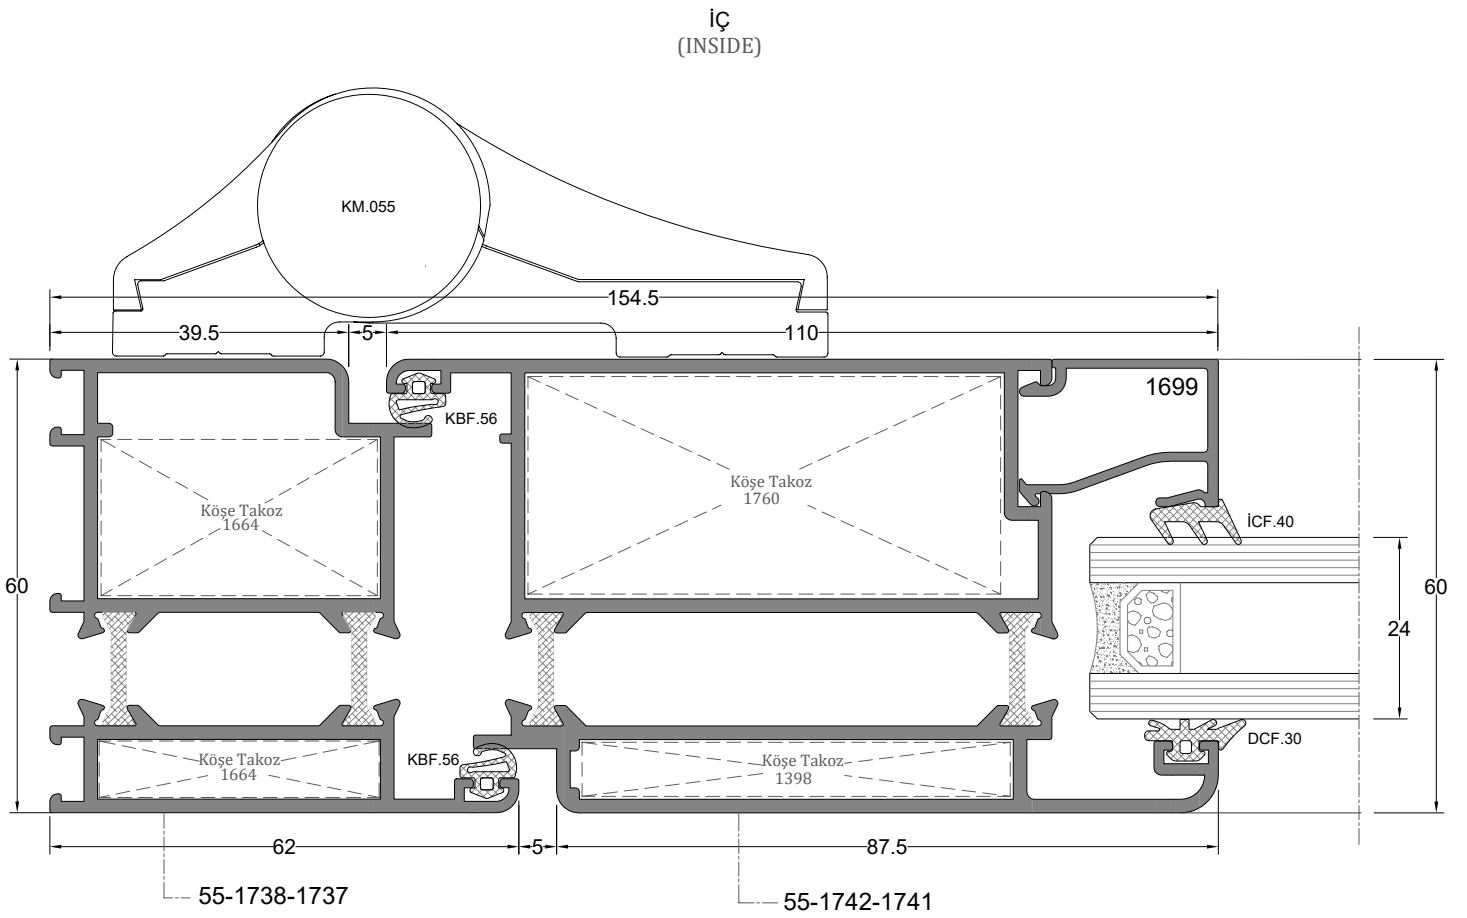 İÇ
(INSIDE)
KM.055
154.5
39.5
5
110
1699
KBF.56
Köşe Takoz
1760
Köşe Takoz
1664
İCF.40
60
60
24
DCF.30
KBF.56
Köşe Takoz
1664
Köşe Takoz
1398
62
5
87.5
55-1738-1737
55-1742-1741